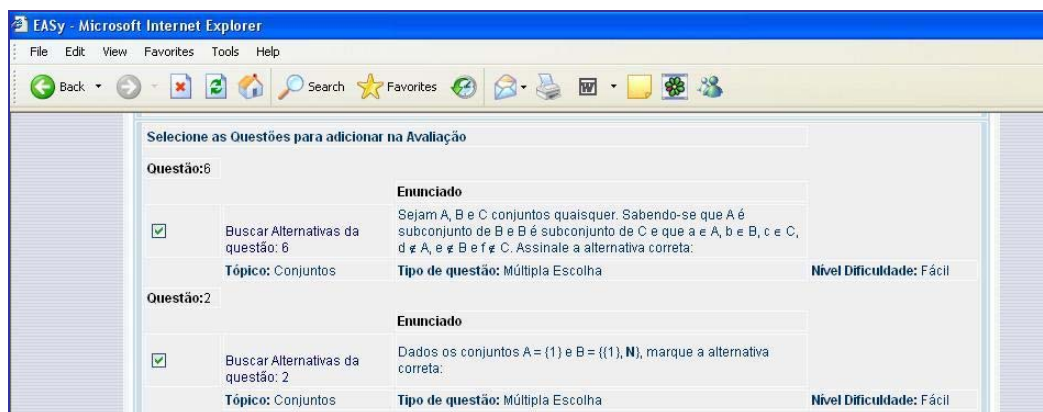 EASy - Microsoft Internet Explorer
File Edit View Favorites Tools Help
Back Search Favorites
Selecione as Questões para adicionar na Avaliação
Questão:6
Enunciado
Buscar Alternativas da
questão: 6
Sejam A, B e C conjuntos quaisquer. Sabendo-se que A é
subconjunto de B e B é subconjunto de C e que a ∈ A, b ∈ B, c ∈ C,
d ∉ A, e ∉ B e f ∉ C. Assinale a alternativa correta:
Tópico: Conjuntos Tipo de questão: Múltipla Escolha Nível Dificuldade: Fácil
Questão:2
Enunciado
Buscar Alternativas da
questão: 2
Dados os conjuntos A = {1} e B = {{1}, N}, marque a alternativa
correta:
Tópico: Conjuntos Tipo de questão: Múltipla Escolha Nível Dificuldade: Fácil